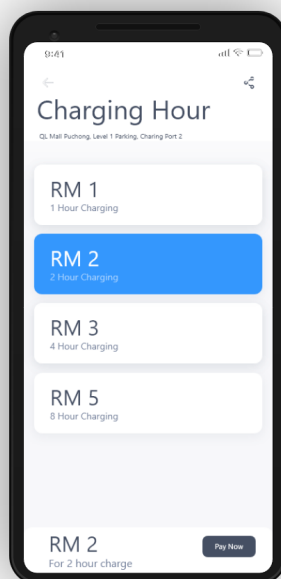 9:41
Charging Hour
QL Mall Puchong, Level 1 Parking, Charing Port 2
RM 1
1 Hour Charging
RM 2
2 Hour Charging
RM 3
4 Hour Charging
RM 5
8 Hour Charging
RM 2
For 2 hour charge
Pay Now